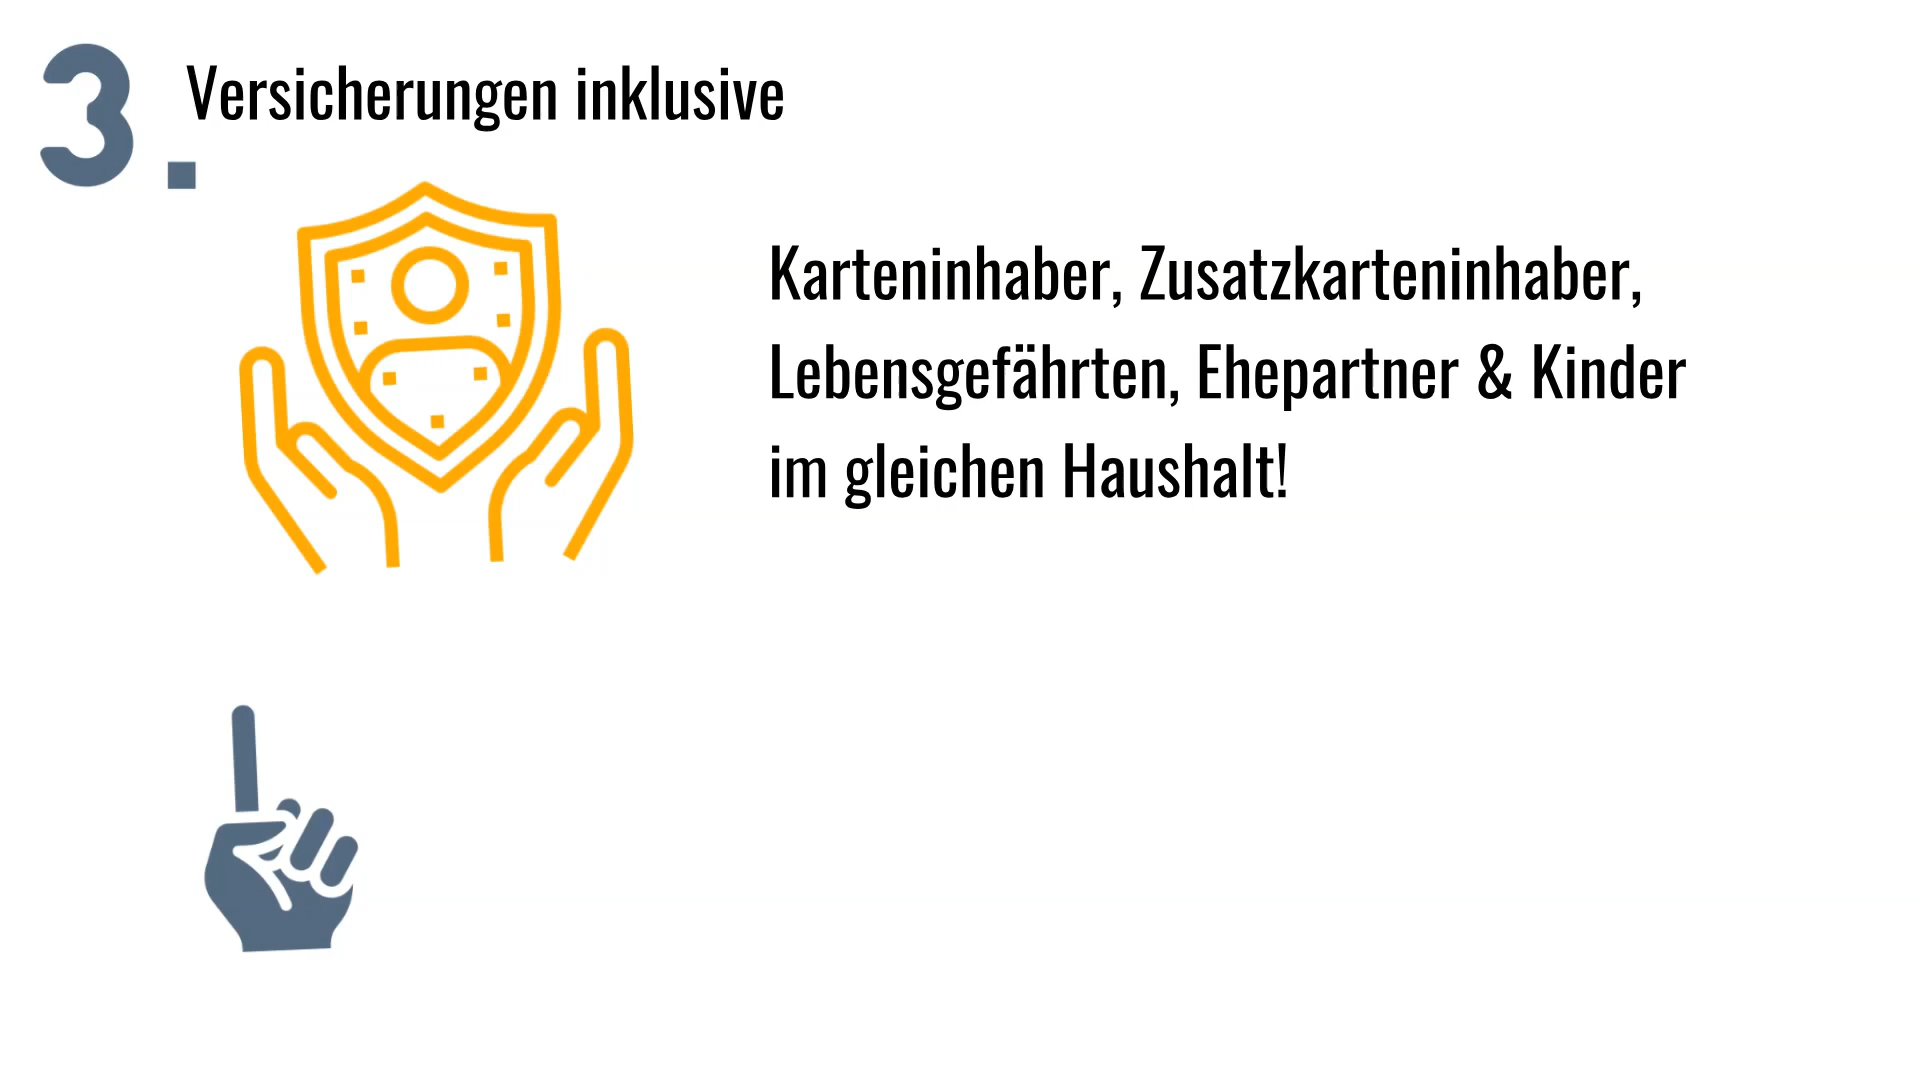 3. Versicherungen inklusive
Karteninhaber, Zusatzkarteninhaber,
Lebensgefährten, Ehepartner & Kinder
im gleichen Haushalt!